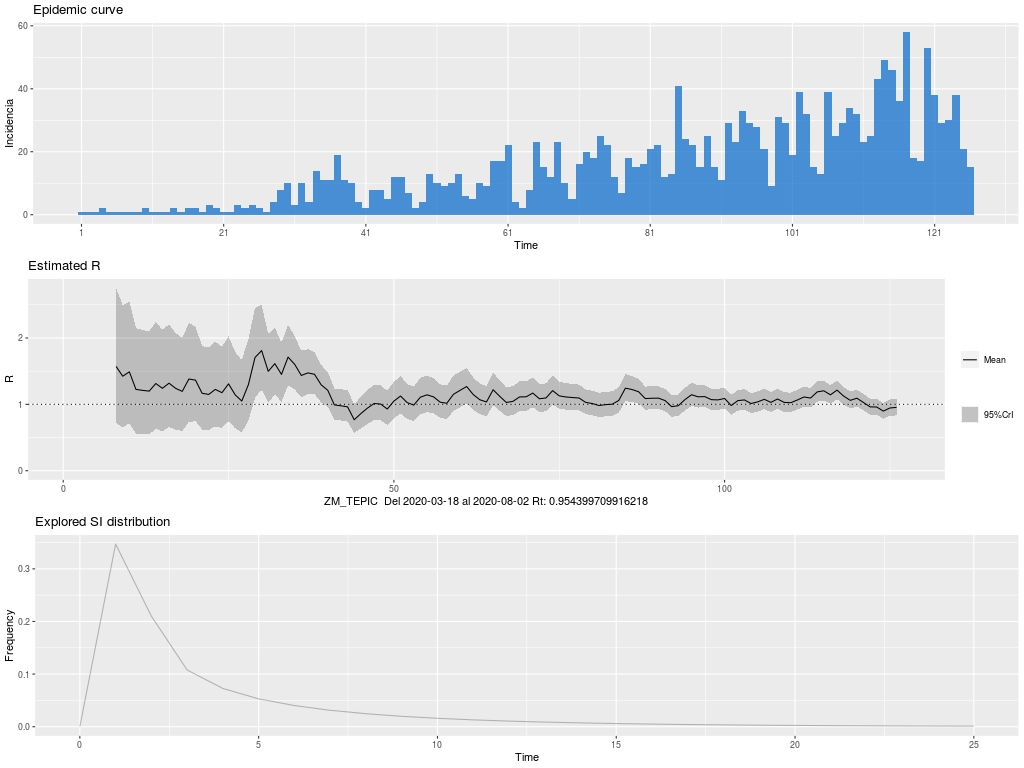 Epidemic curve
60
40
20
0
Incidencia
1 21 41 61 81 101 121
Time
Estimated R
2
1
0
R
Mean
95%CrI
0 50 100
ZM_TEPIC Del 2020-03-18 al 2020-08-02 Rt: 0.954399709916218
Explored SI distribution
0.3
0.2
0.1
0.0
Frequency
0 5 10 15 20 25
Time